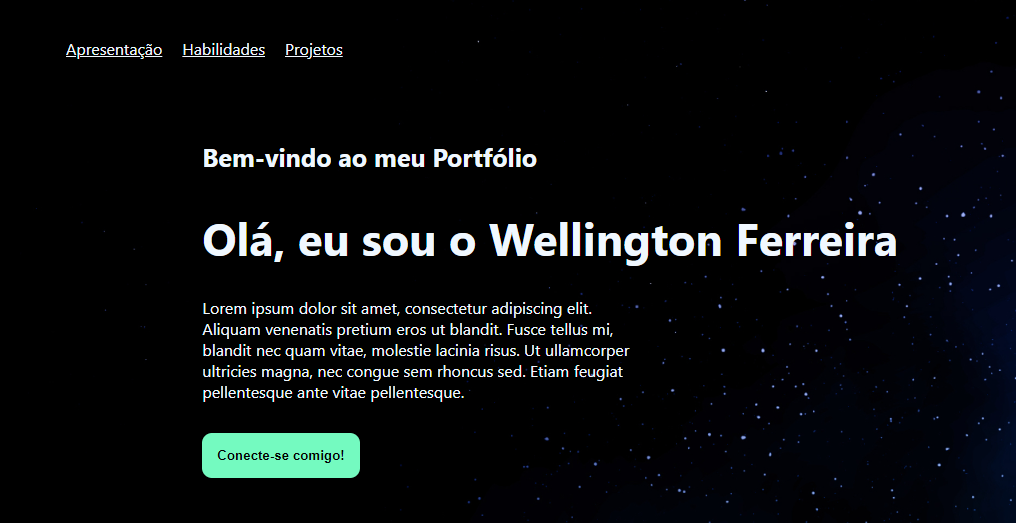 Apresentação Habilidades Projetos
Bem-vindo ao meu Portfólio
Olá, eu sou o Wellington Ferreira
Lorem ipsum dolor sit amet, consectetur adipiscing elit.
Aliquam venenatis pretium eros ut blandit. Fusce tellus mi,
blandit nec quam vitae, molestie lacinia risus. Ut ullamcorper
ultricies magna, nec congue sem rhoncus sed. Etiam feugiat
pellentesque ante vitae pellentesque.
Conecte-se comigo!